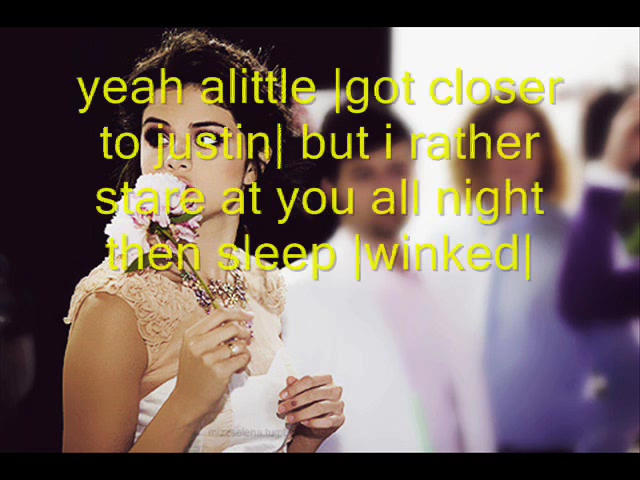 yeah alittle |got closer
to justin| but i rather
stare at you all night
then sleep |winked|